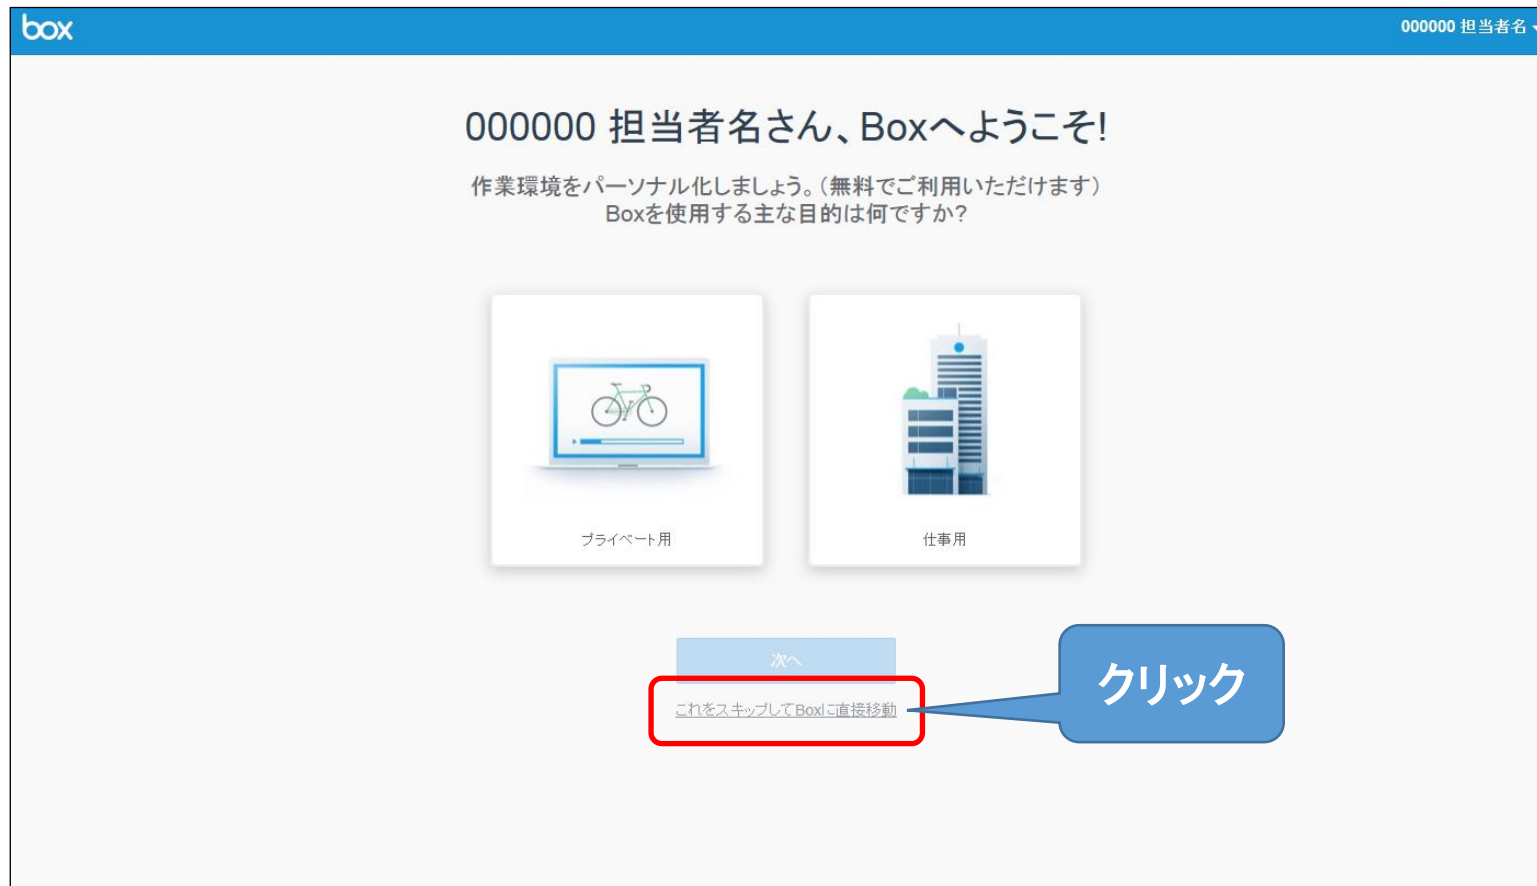 box
000000 担当者名
000000 担当者名さん、Boxへようこそ!
作業環境をパーソナル化しましょう。（無料でご利用いただけます）
Boxを使用する主な目的は何ですか?
プライベート用
仕事用
次へ
これをスキップしてBoxに直接移動
クリック